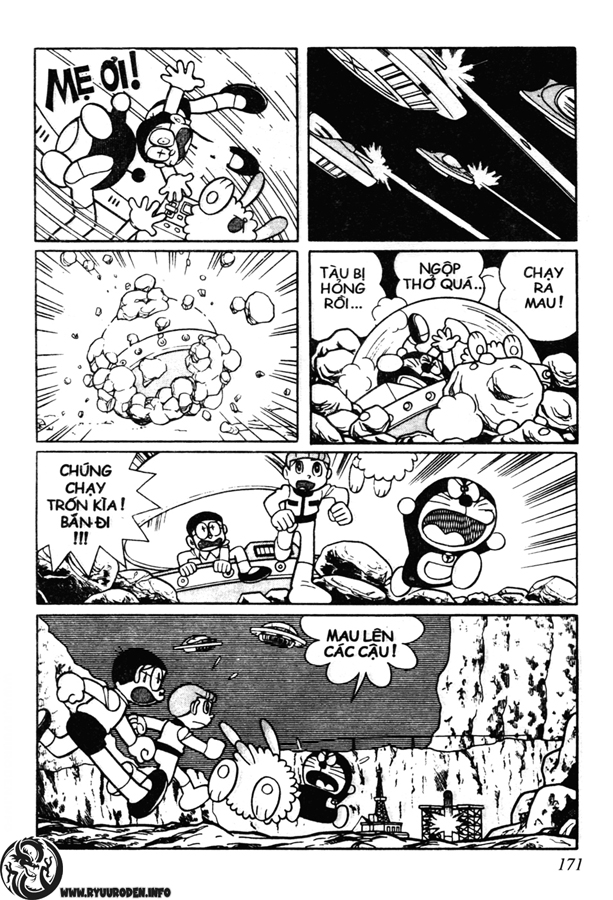 MẸ ƠI!
TÀU BỊ
HỎNG
RỒI...
NGỘP
THỞ QUÁ...
CHẠY
RA
MAU!
CHÚNG
CHẠY
TRỐN KÌA!
BẮN ĐI
!!!
MAU LÊN
CÁC CẬU!
171
WWW.RYUURODEN.INFO